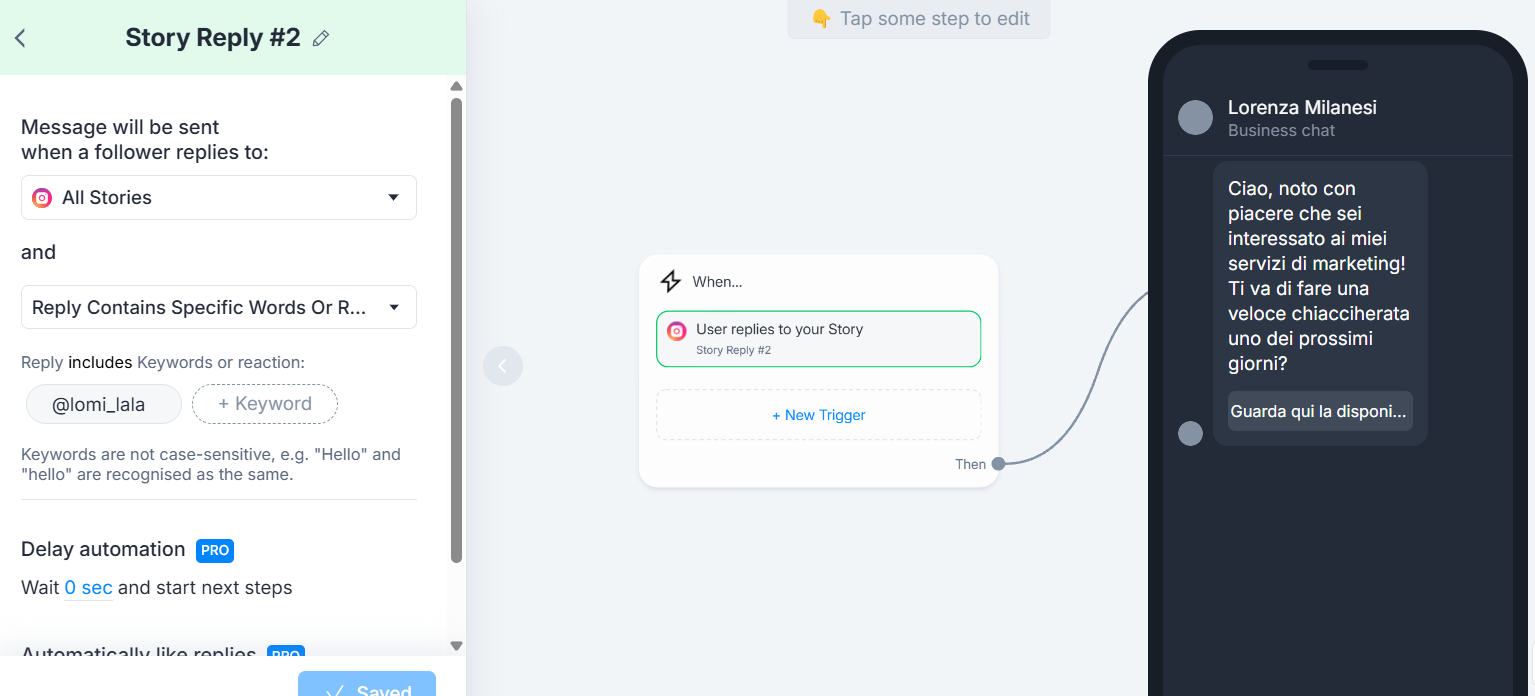 Story Reply #2
👇 Tap some step to edit
Message will be sent
when a follower replies to:
All Stories
and
Reply Contains Specific Words Or R...
Reply includes Keywords or reaction:
@lomi_lala
+ Keyword
Keywords are not case-sensitive, e.g. "Hello" and
"hello" are recognised as the same.
Delay automation PRO
Wait 0 sec and start next steps
Automatically like replies PRO
Saved
When...
User replies to your Story
Story Reply #2
+ New Trigger
Then
Lorenza Milanesi
Business chat
Ciao, noto con
piacere che sei
interessato ai miei
servizi di marketing!
Ti va di fare una
veloce chiacciherata
uno dei prossimi
giorni?
Guarda qui la disponi...